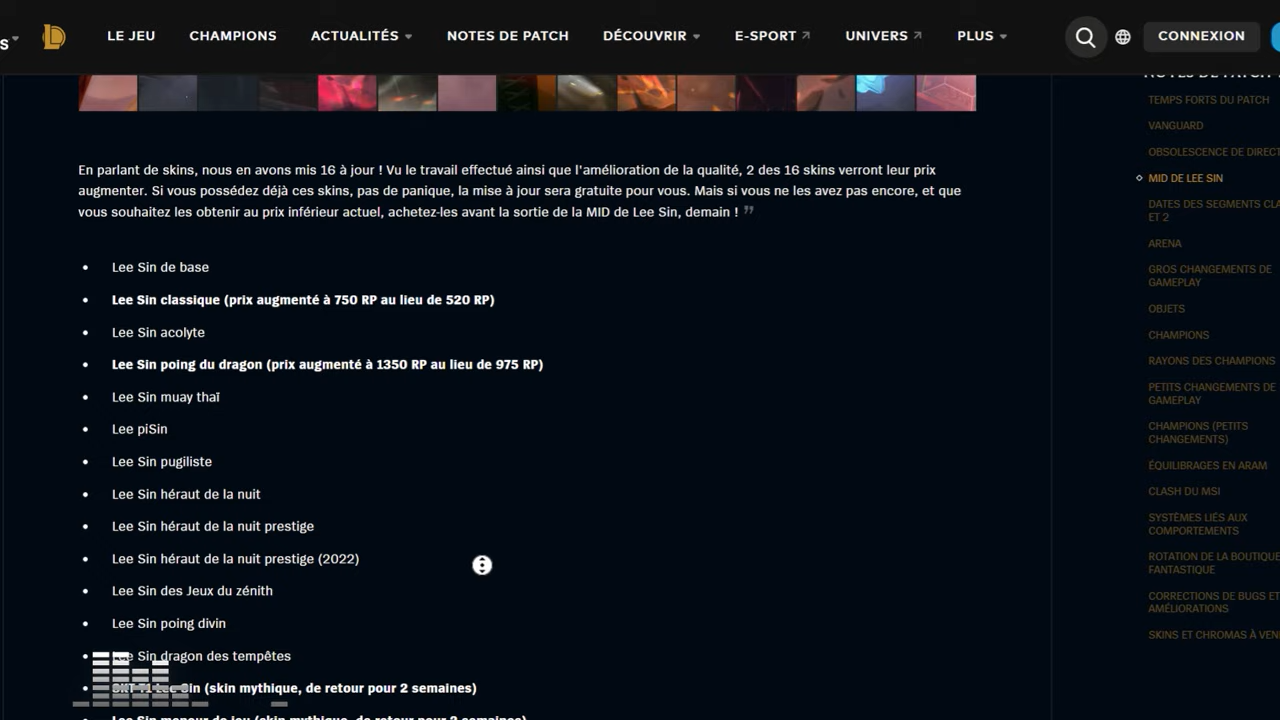 S
LE JEU CHAMPIONS ACTUALITÉS NOTES DE PATCH DÉCOUVRIR E-SPORT UNIVERS PLUS CONNEXION
En parlant de skins, nous en avons mis 16 à jour ! Vu le travail effectué ainsi que l'amélioration de la qualité, 2 des 16 skins verront leur prix
augmenter. Si vous possédez déjà ces skins, pas de panique, la mise à jour sera gratuite pour vous. Mais si vous ne les avez pas encore, et que
vous souhaitez les obtenir au prix inférieur actuel, achetez-les avant la sortie de la MID de Lee Sin, demain ! ”
• Lee Sin de base
• Lee Sin classique (prix augmenté à 750 RP au lieu de 520 RP)
• Lee Sin acolyte
• Lee Sin poing du dragon (prix augmenté à 1350 RP au lieu de 975 RP)
• Lee Sin muay thaï
• Lee piSin
• Lee Sin pugiliste
• Lee Sin héraut de la nuit
• Lee Sin héraut de la nuit prestige
• Lee Sin héraut de la nuit prestige (2022)
• Lee Sin des Jeux du zénith
• Lee Sin poing divin
• Lee Sin dragon des tempêtes
• SKT T1 Lee Sin (skin mythique, de retour pour 2 semaines)
• Lee Sin meneur de jeu (skin mythique, de retour pour 2 semaines)
NOTES DE PATCH
TEMPS FORTS DU PATCH
VANGUARD
OBSOLESCENCE DE DIRECT
MID DE LEE SIN
DATES DES SEGMENTS CLA
ET 2
ARENA
GROS CHANGEMENTS DE
GAMEPLAY
OBJETS
CHAMPIONS
RAYONS DES CHAMPIONS
PETITS CHANGEMENTS DE
GAMEPLAY
CHAMPIONS (PETITS
CHANGEMENTS)
ÉQUILIBRAGES EN ARAM
CLASH DU MSI
SYSTÈMES LIÉS AUX
COMPORTEMENTS
ROTATION DE LA BOUTIQUE
FANTASTIQUE
CORRECTIONS DE BUGS ET
AMÉLIORATIONS
SKINS ET CHROMAS À VENI